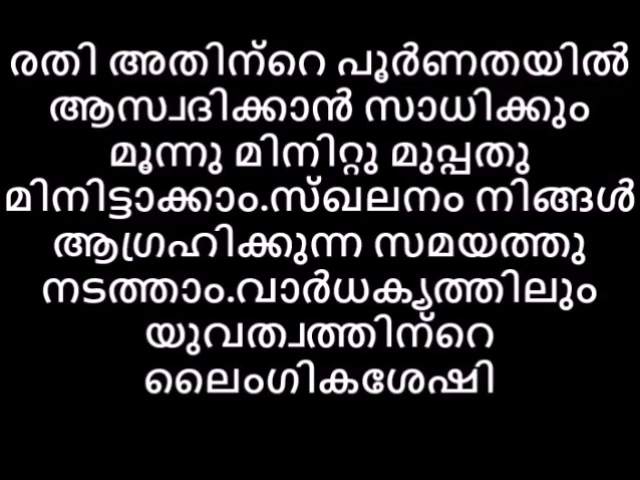 രതി അതിന്റെ പൂർണതയിൽ
ആസ്വദിക്കാൻ സാധിക്കും
മൂന്നു മിനിറ്റു മുപ്പതു
മിനിട്ടാക്കാം.സ്ഖലനം നിങ്ങൾ
ആഗ്രഹിക്കുന്ന സമയത്തു
നടത്താം.വാർധക്യത്തിലും
യുവത്വത്തിന്റെ
ലൈംഗികശേഷി